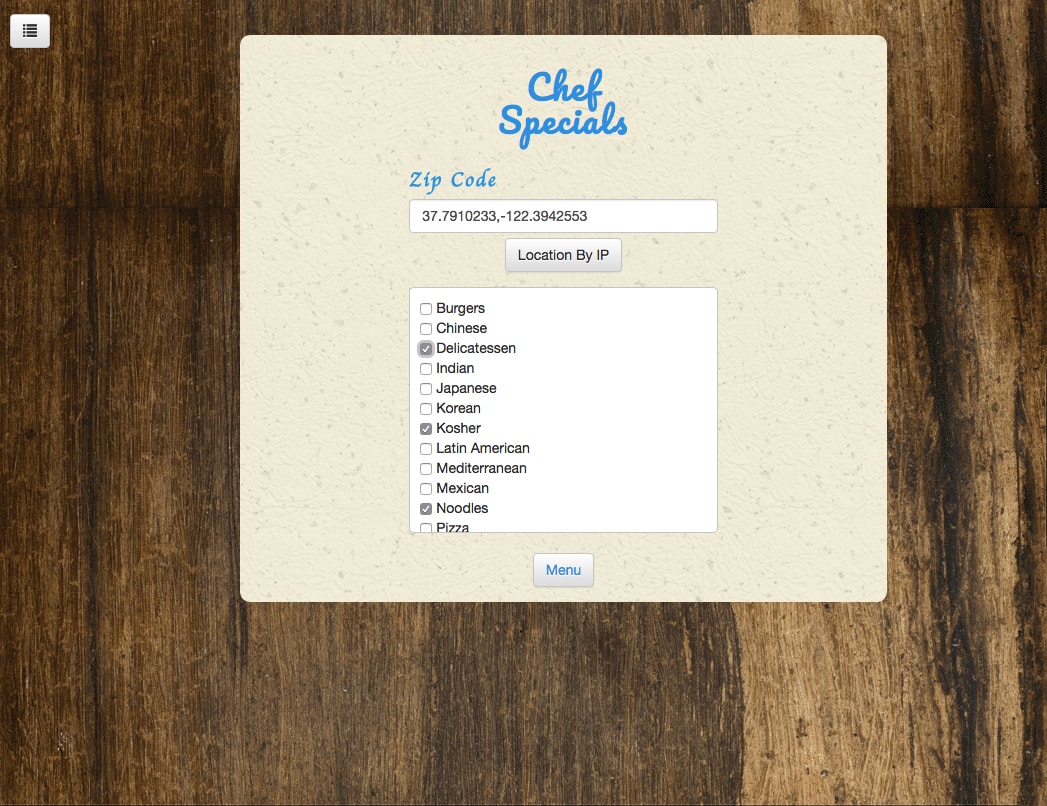 Chef
Specials
Zip Code
37.7910233,-122.3942553
Location By IP
Burgers
Chinese
Delicatessen
Indian
Japanese
Korean
Kosher
Latin American
Mediterranean
Mexican
Noodles
Pizza
Menu